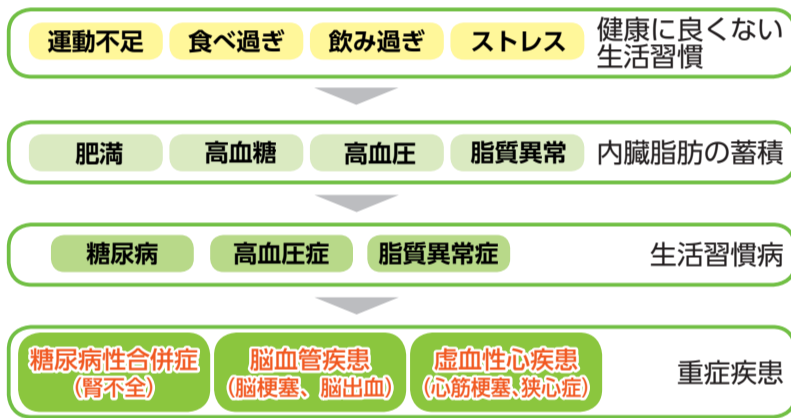 運動不足 食べ過ぎ 飲み過ぎ ストレス 健康に良くない
生活習慣
肥満 高血糖 高血圧 脂質異常 内臓脂肪の蓄積
糖尿病 高血圧症 脂質異常症 生活習慣病
糖尿病性合併症 脳血管疾患 虚血性心疾患 重症疾患
(腎不全) (脳梗塞、脳出血) (心筋梗塞、狭心症)